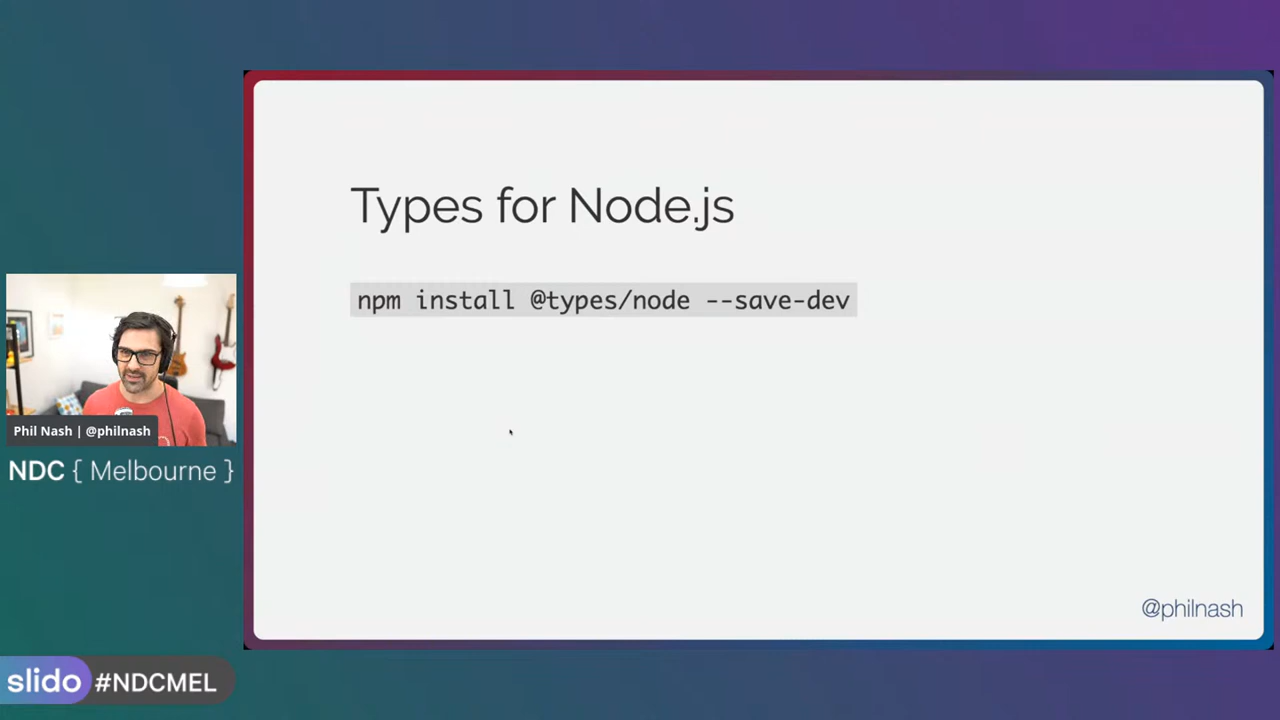 Types for Node.js
npm install @types/node --save-dev
@philnash
Phil Nash | @philnash
NDC { Melbourne }
slido #NDCMEL